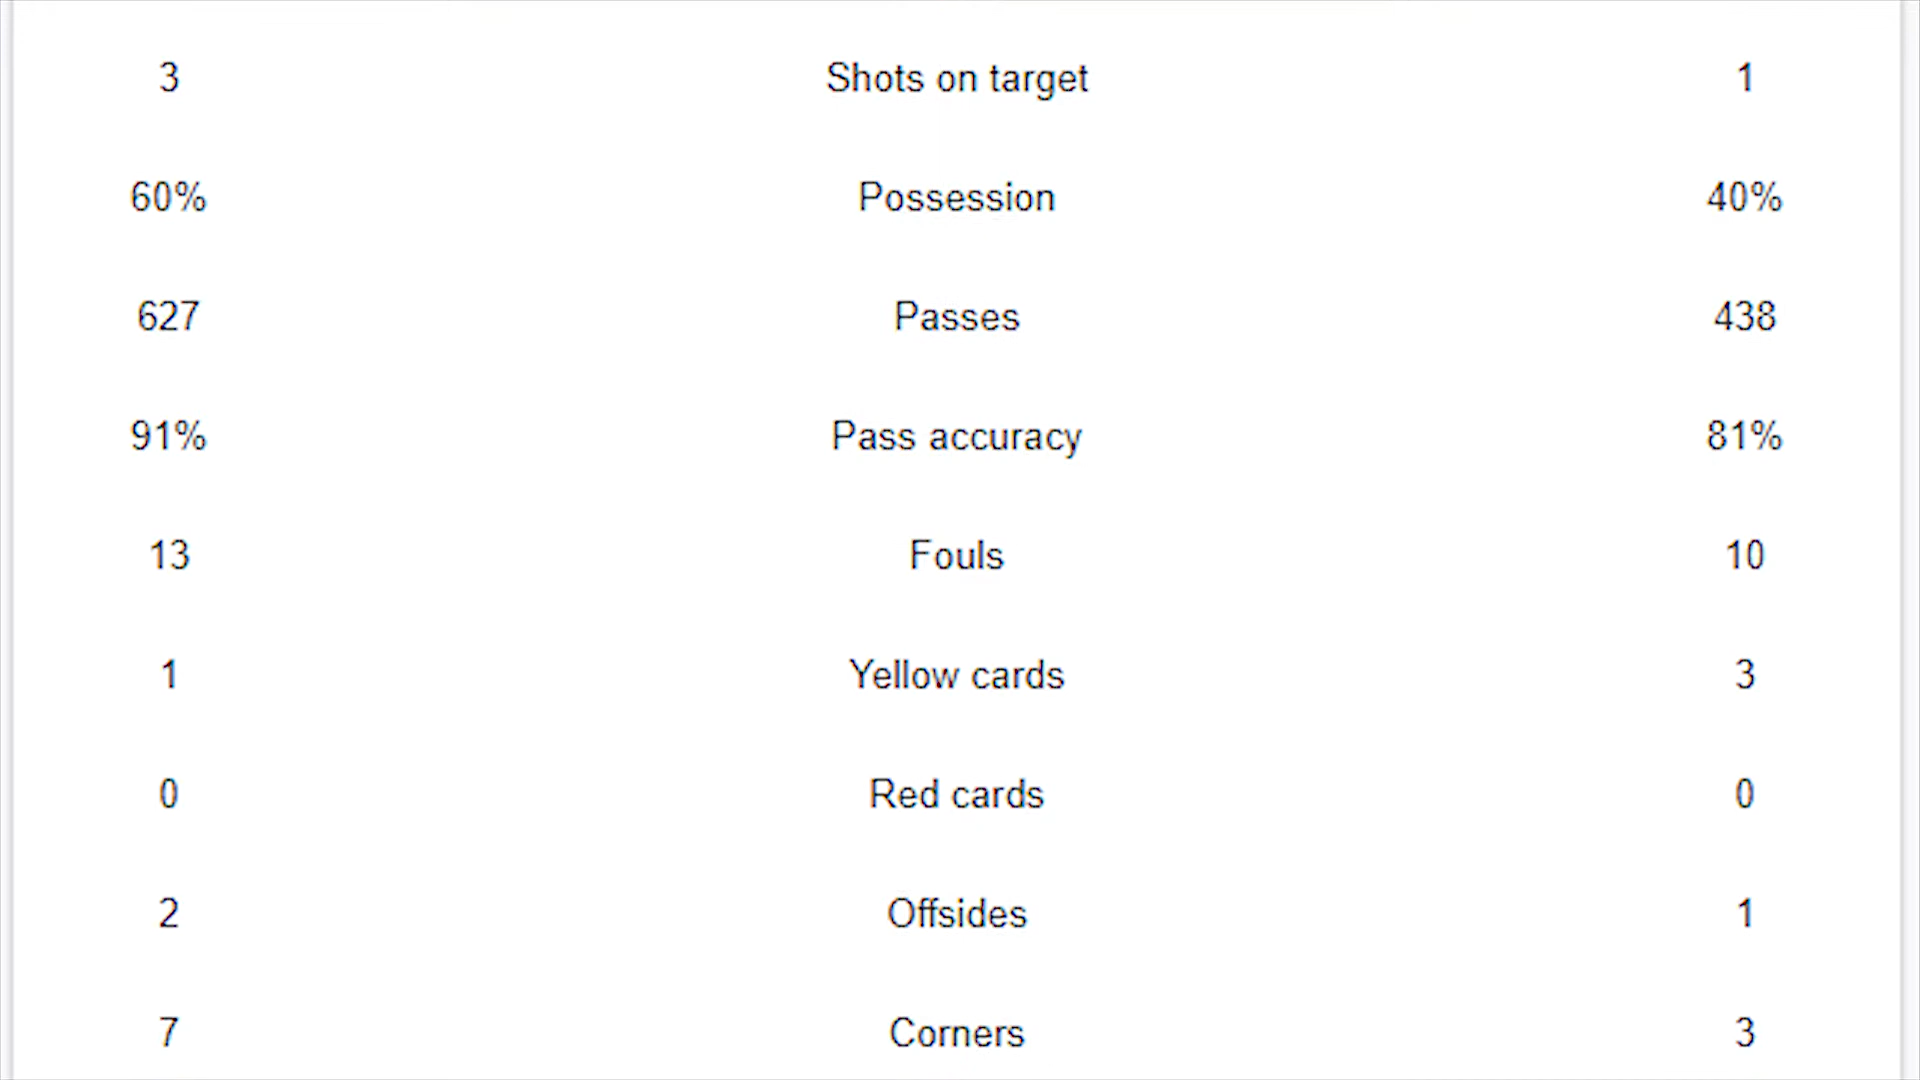 3 Shots on target 1
60% Possession 40%
627 Passes 438
91% Pass accuracy 81%
13 Fouls 10
1 Yellow cards 3
0 Red cards 0
2 Offsides 1
7 Corners 3